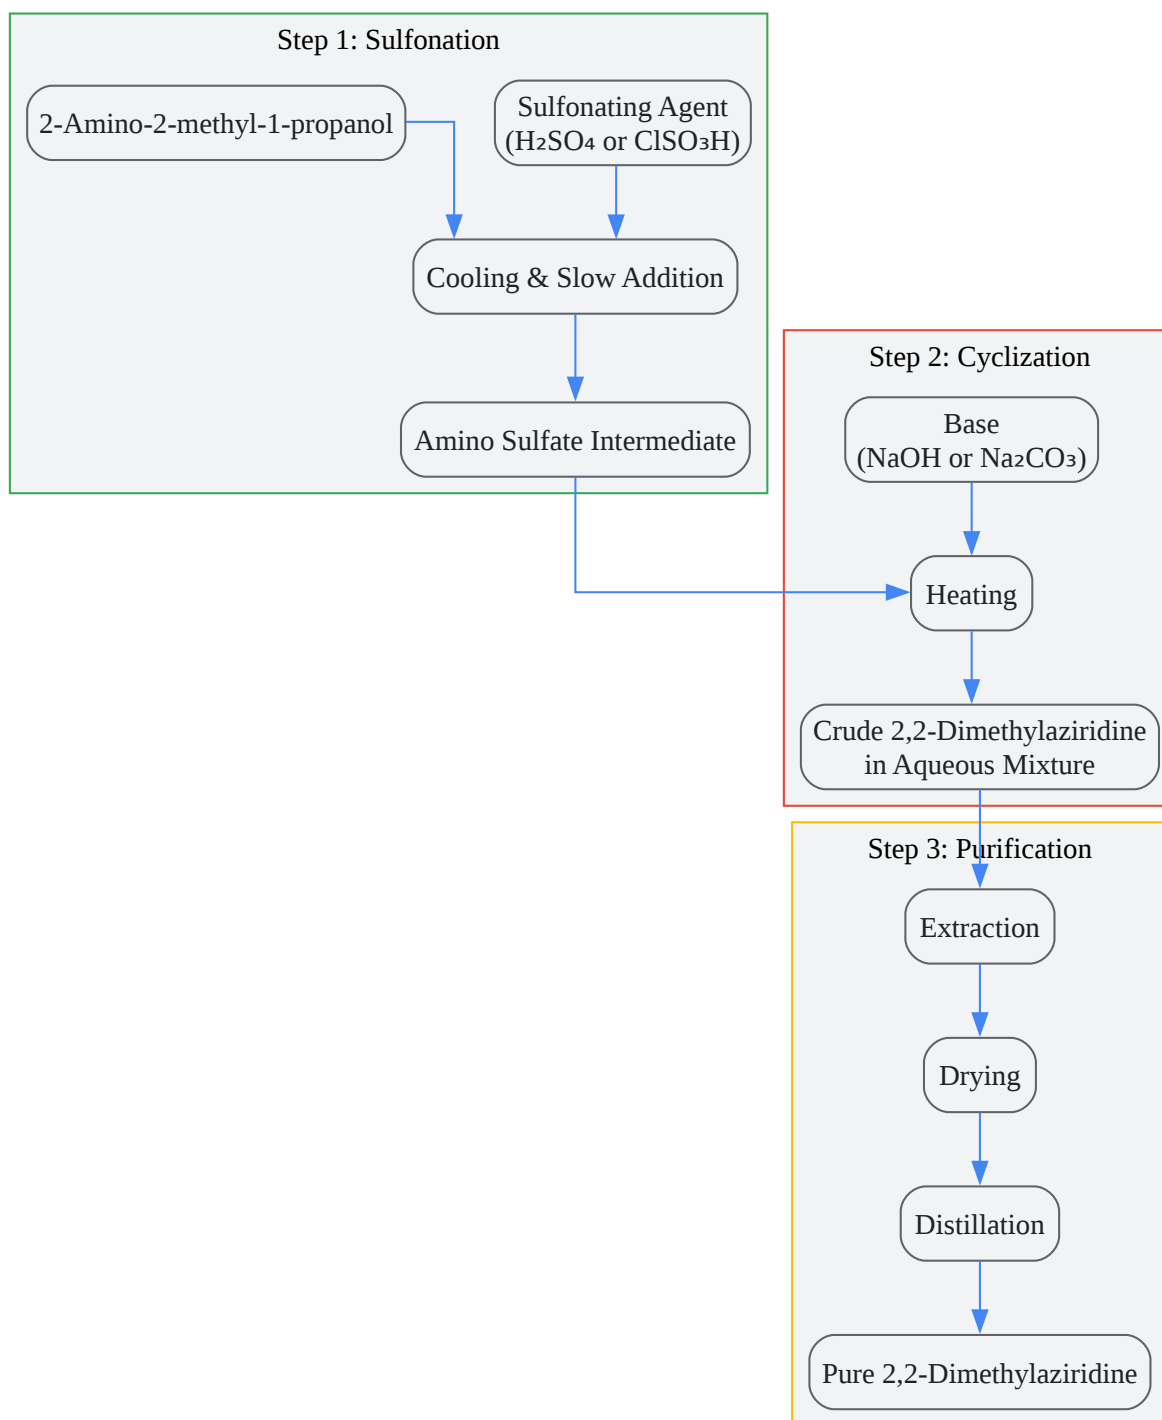 Step 1: Sulfonation
2-Amino-2-methyl-1-propanol
Sulfonating Agent
(H₂SO₄ or ClSO₃H)
Cooling & Slow Addition
Amino Sulfate Intermediate
Step 2: Cyclization
Base
(NaOH or Na₂CO₃)
Heating
Crude 2,2-Dimethylaziridine
in Aqueous Mixture
Step 3: Purification
Extraction
Drying
Distillation
Pure 2,2-Dimethylaziridine